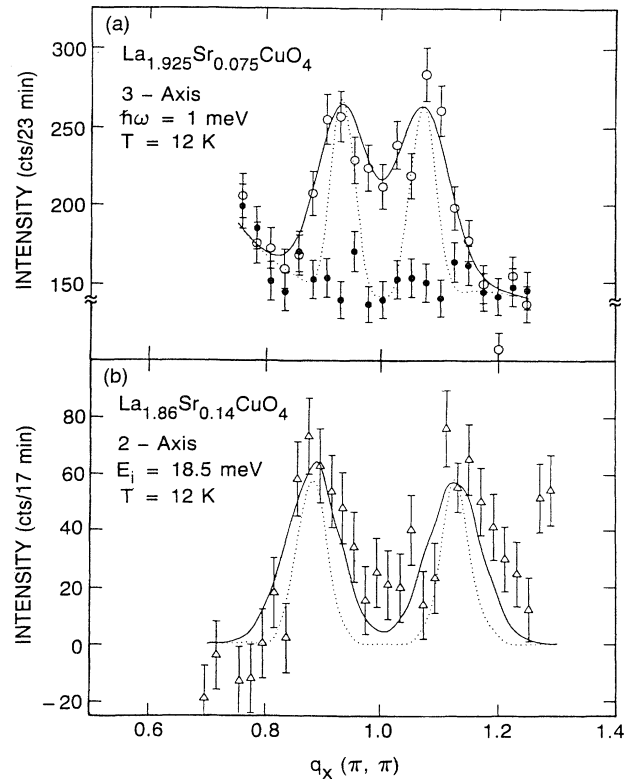 (a)
La1.925Sr0.075CuO4
3 – Axis
ħω = 1 meV
T = 12 K
INTENSITY (cts/23 min)
300
250
200
150
(b)
La1.86Sr0.14CuO4
2 – Axis
Ei = 18.5 meV
T = 12 K
INTENSITY (cts/17 min)
80
60
40
20
0
–20
0.6 0.8 1.0 1.2 1.4
qx (π, π)